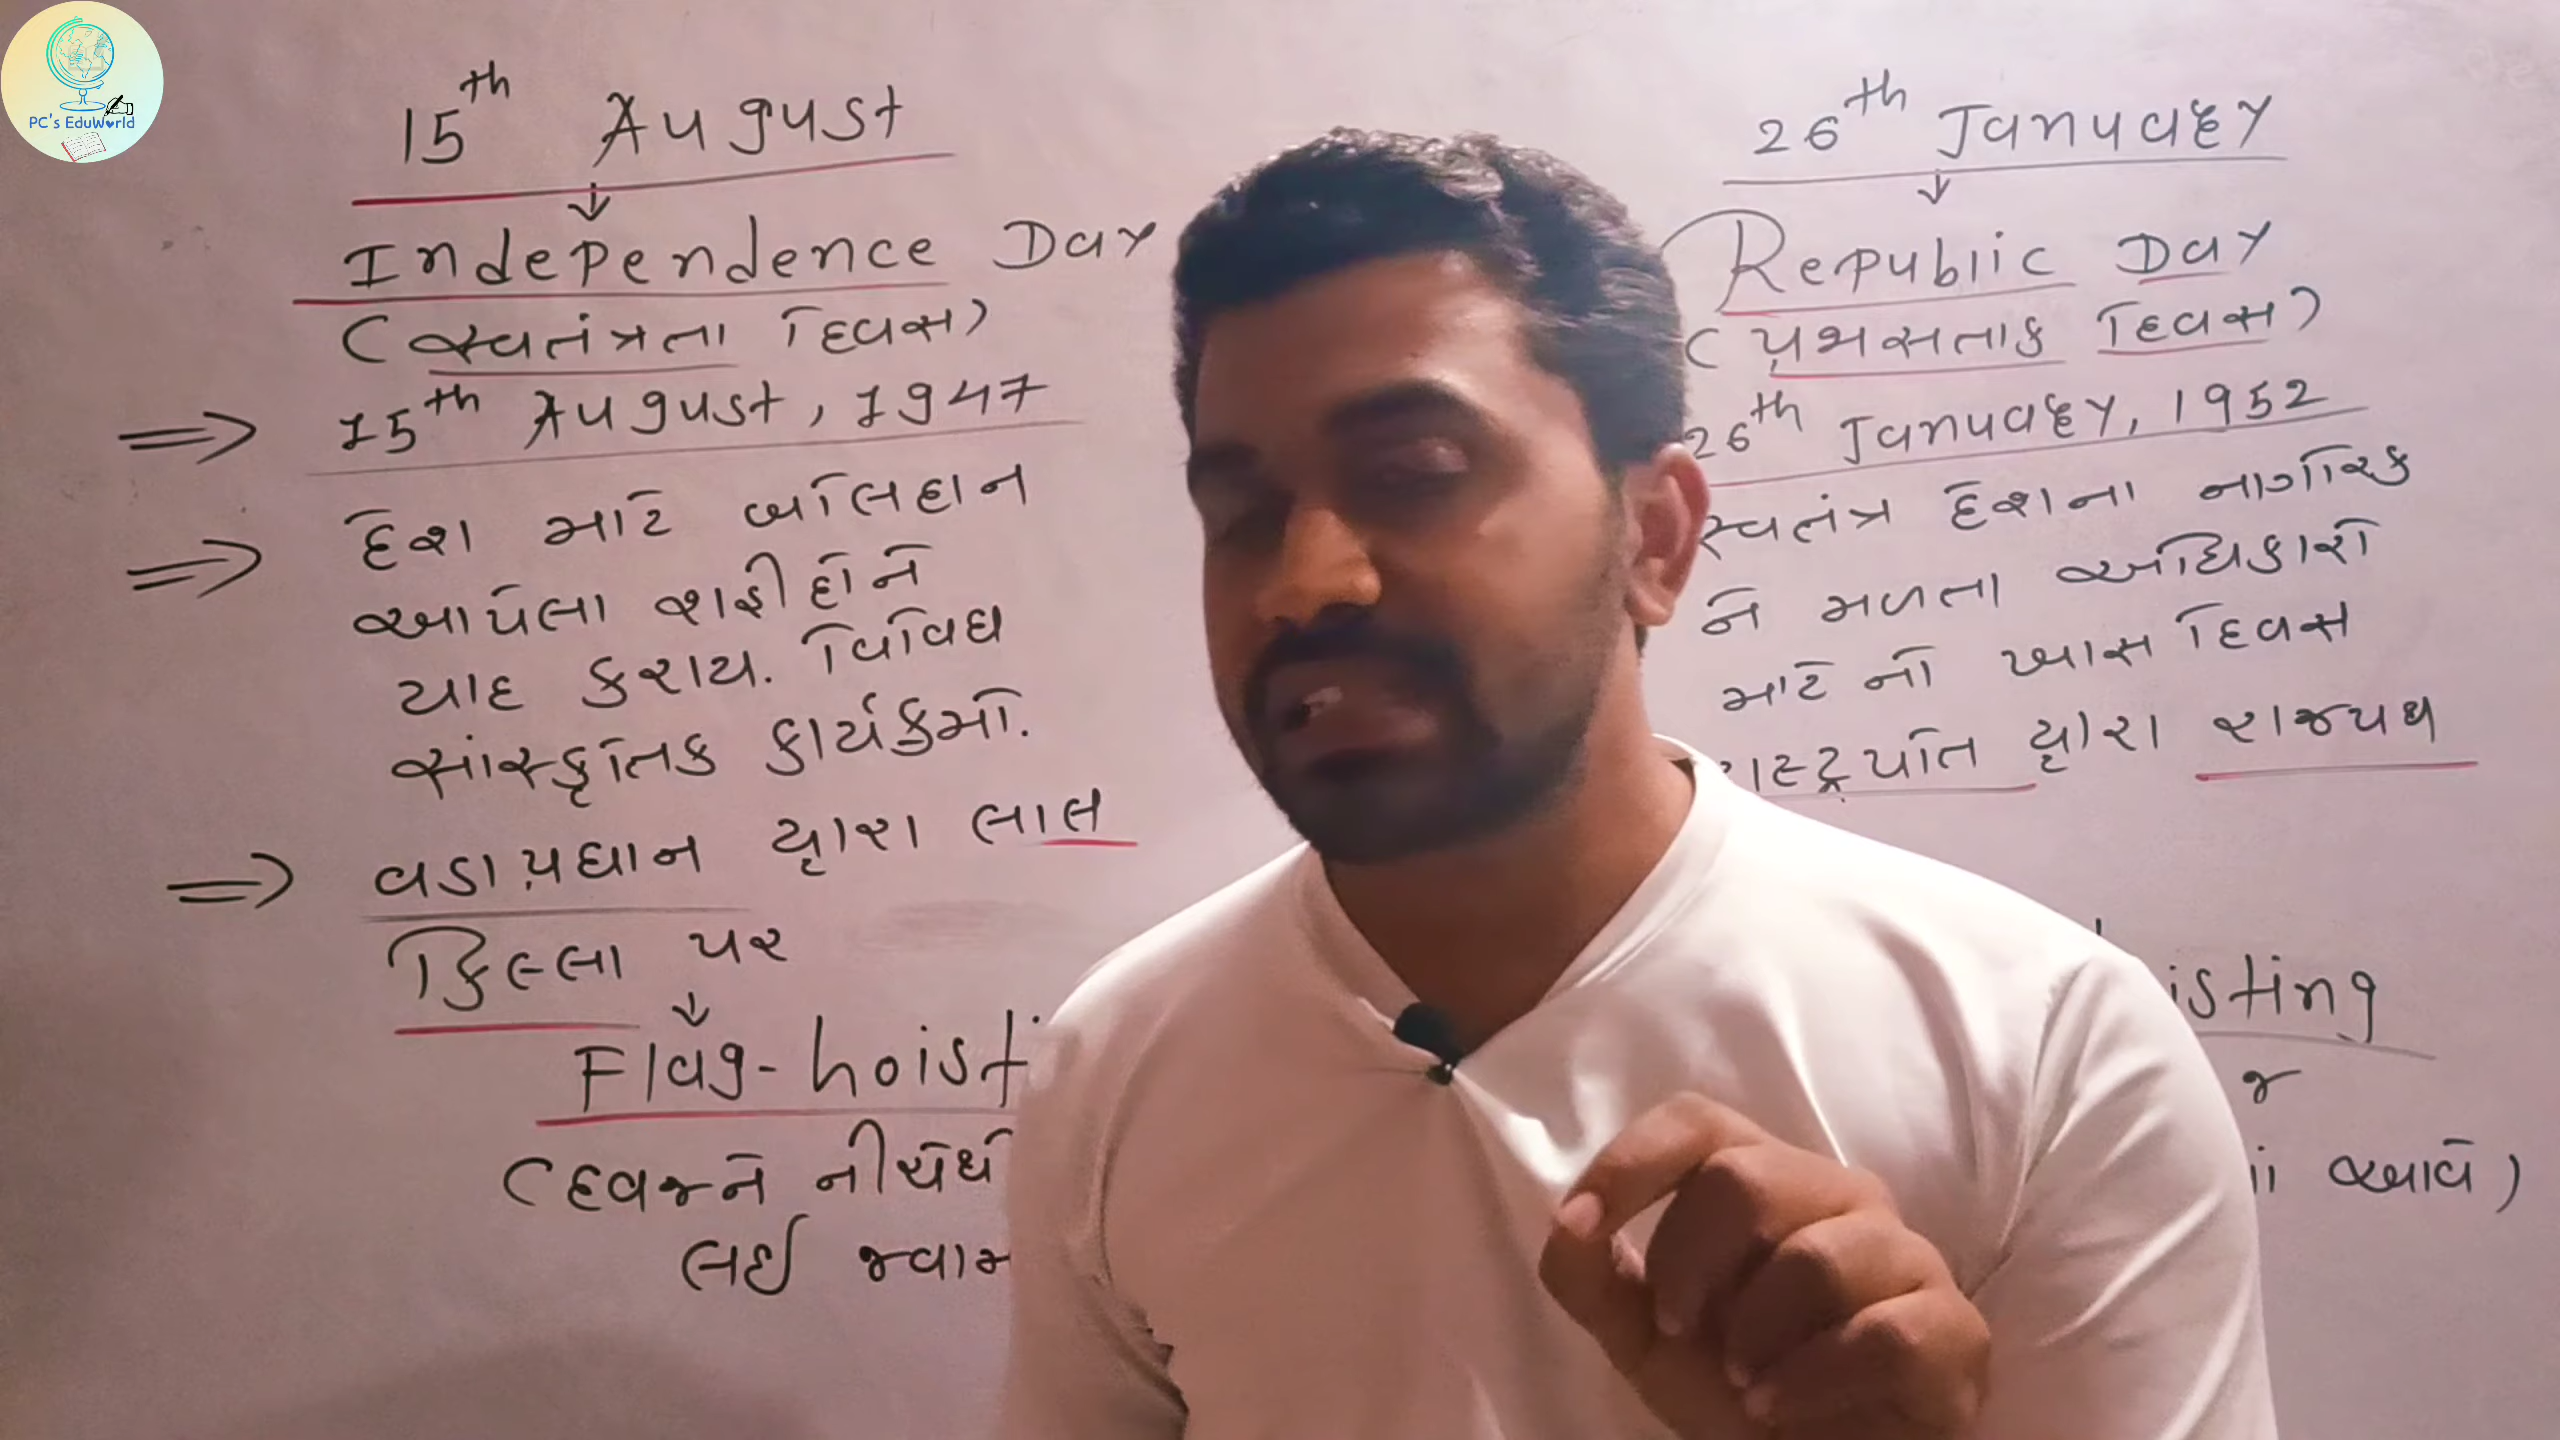 PC's EduWorld
15th August
↓
Independence Day
(સ્વતંત્રતા દિવસ)
⇒ 15th August, 1947
⇒ દેશ માટે બલિદાન
આપેલા શહીદોને
યાદ કરાય. વિવિધ
સાંસ્કૃતિક કાર્યક્રમો.
⇒ વડાપ્રધાન દ્વારા લાલ
કિલ્લા પર
↓
Flag-hoisti
(ધ્વજને નીચેથી
લઈ જવામ
26th January
↓
Republic Day
(પ્રજાસતાક દિવસ)
26th January, 1952
સ્વતંત્ર દેશના નાગરિક
ને મળતા અધિકારો
માટેનો ખાસ દિવસ
રાષ્ટ્રપતિ દ્વારા રાજપથ
isting
જ
આવે)